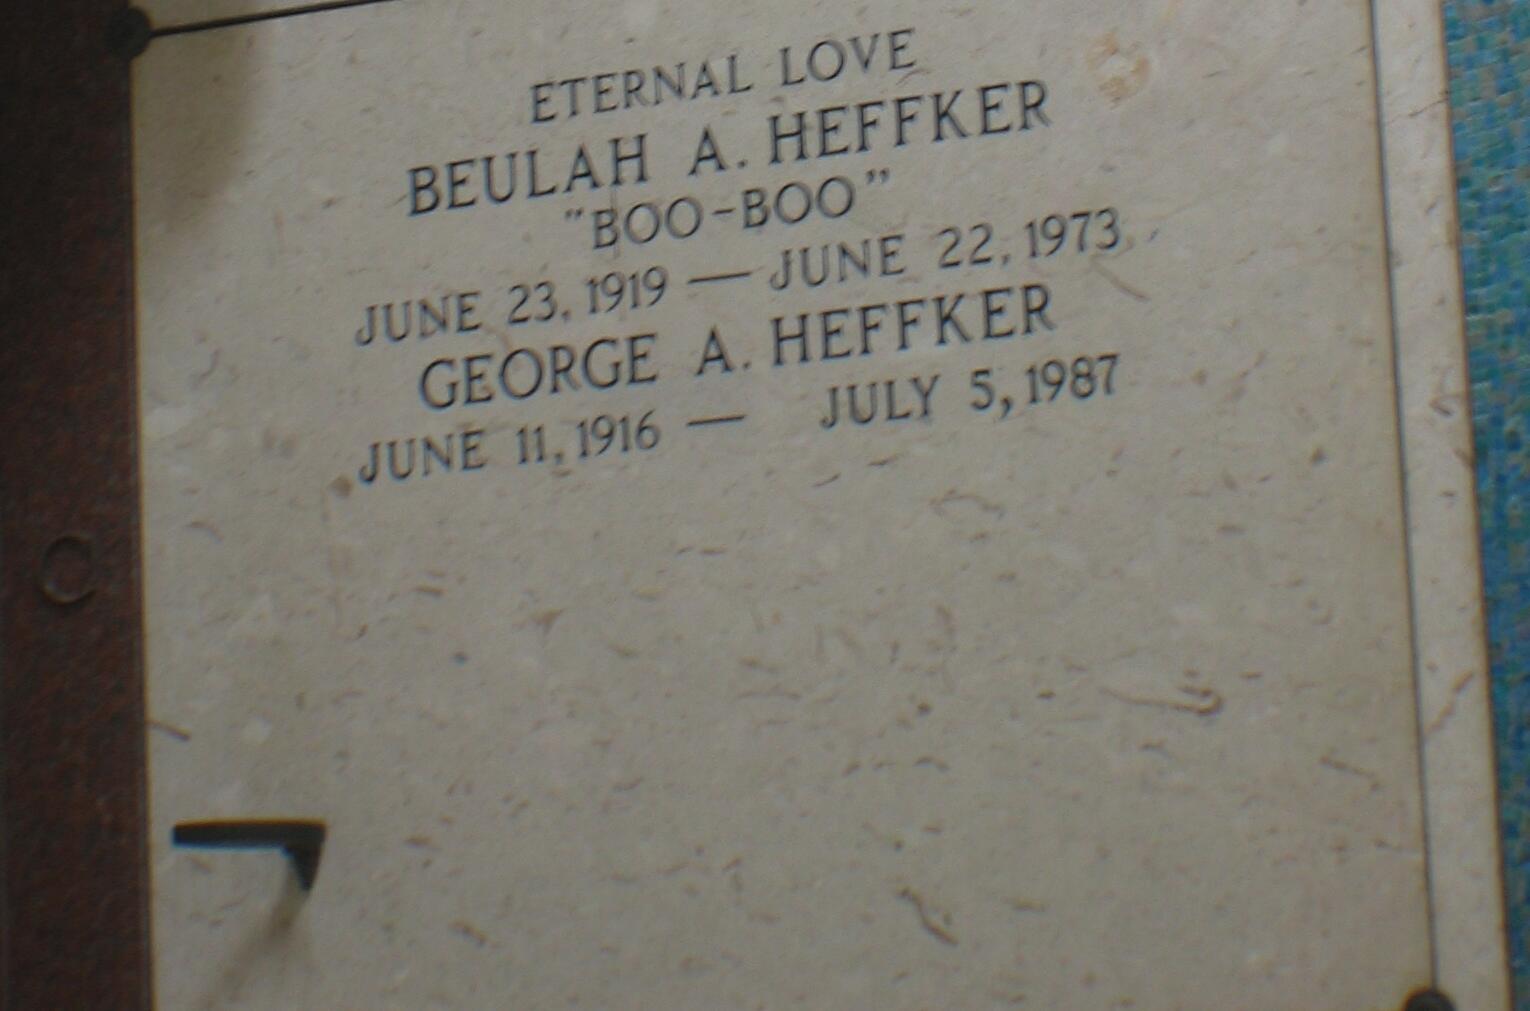 ETERNAL LOVE
BEULAH A. HEFFKER
"BOO-BOO"
JUNE 23, 1919 — JUNE 22, 1973
GEORGE A. HEFFKER
JUNE 11, 1916 — JULY 5, 1987